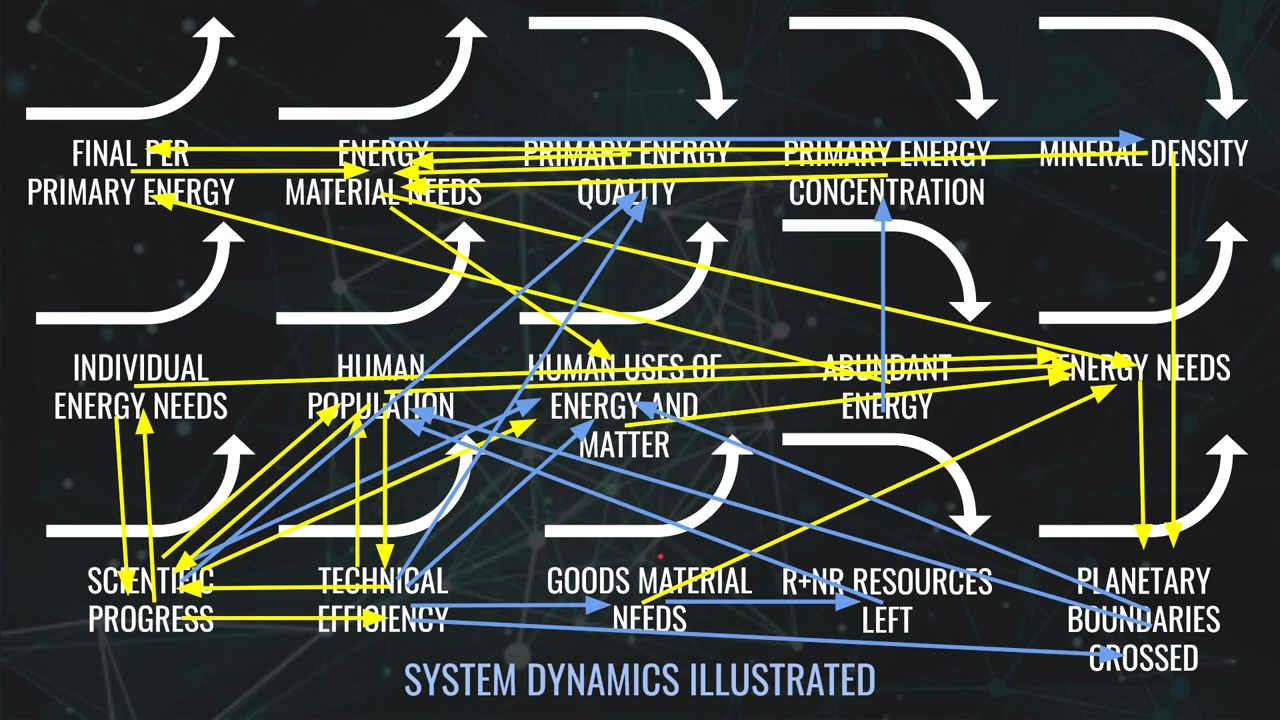 FINAL PER
PRIMARY ENERGY
ENERGY
MATERIAL NEEDS
PRIMARY ENERGY
QUALITY
PRIMARY ENERGY
CONCENTRATION
MINERAL DENSITY
INDIVIDUAL
ENERGY NEEDS
HUMAN
POPULATION
HUMAN USES OF
ENERGY AND
MATTER
ABUNDANT
ENERGY
ENERGY NEEDS
SCIENTIFIC
PROGRESS
TECHNICAL
EFFICIENCY
GOODS MATERIAL
NEEDS
R+NR RESOURCES
LEFT
PLANETARY
BOUNDARIES
CROSSED
SYSTEM DYNAMICS ILLUSTRATED